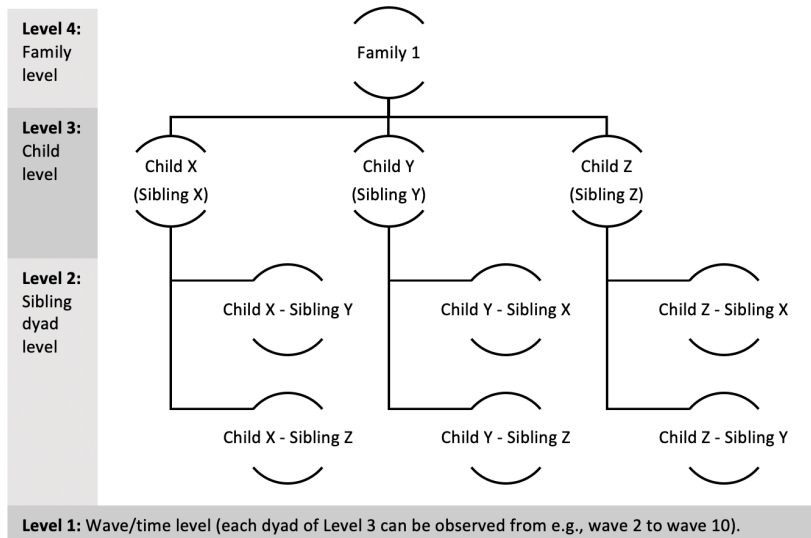 Level 4:
Family
level
Family 1
Level 3:
Child
level
Child X
(Sibling X)
Child Y
(Sibling Y)
Child Z
(Sibling Z)
Level 2:
Sibling
dyad
level
Child X - Sibling Y
Child Y - Sibling X
Child Z - Sibling X
Child X - Sibling Z
Child Y - Sibling Z
Child Z - Sibling Y
Level 1: Wave/time level (each dyad of Level 3 can be observed from e.g., wave 2 to wave 10).